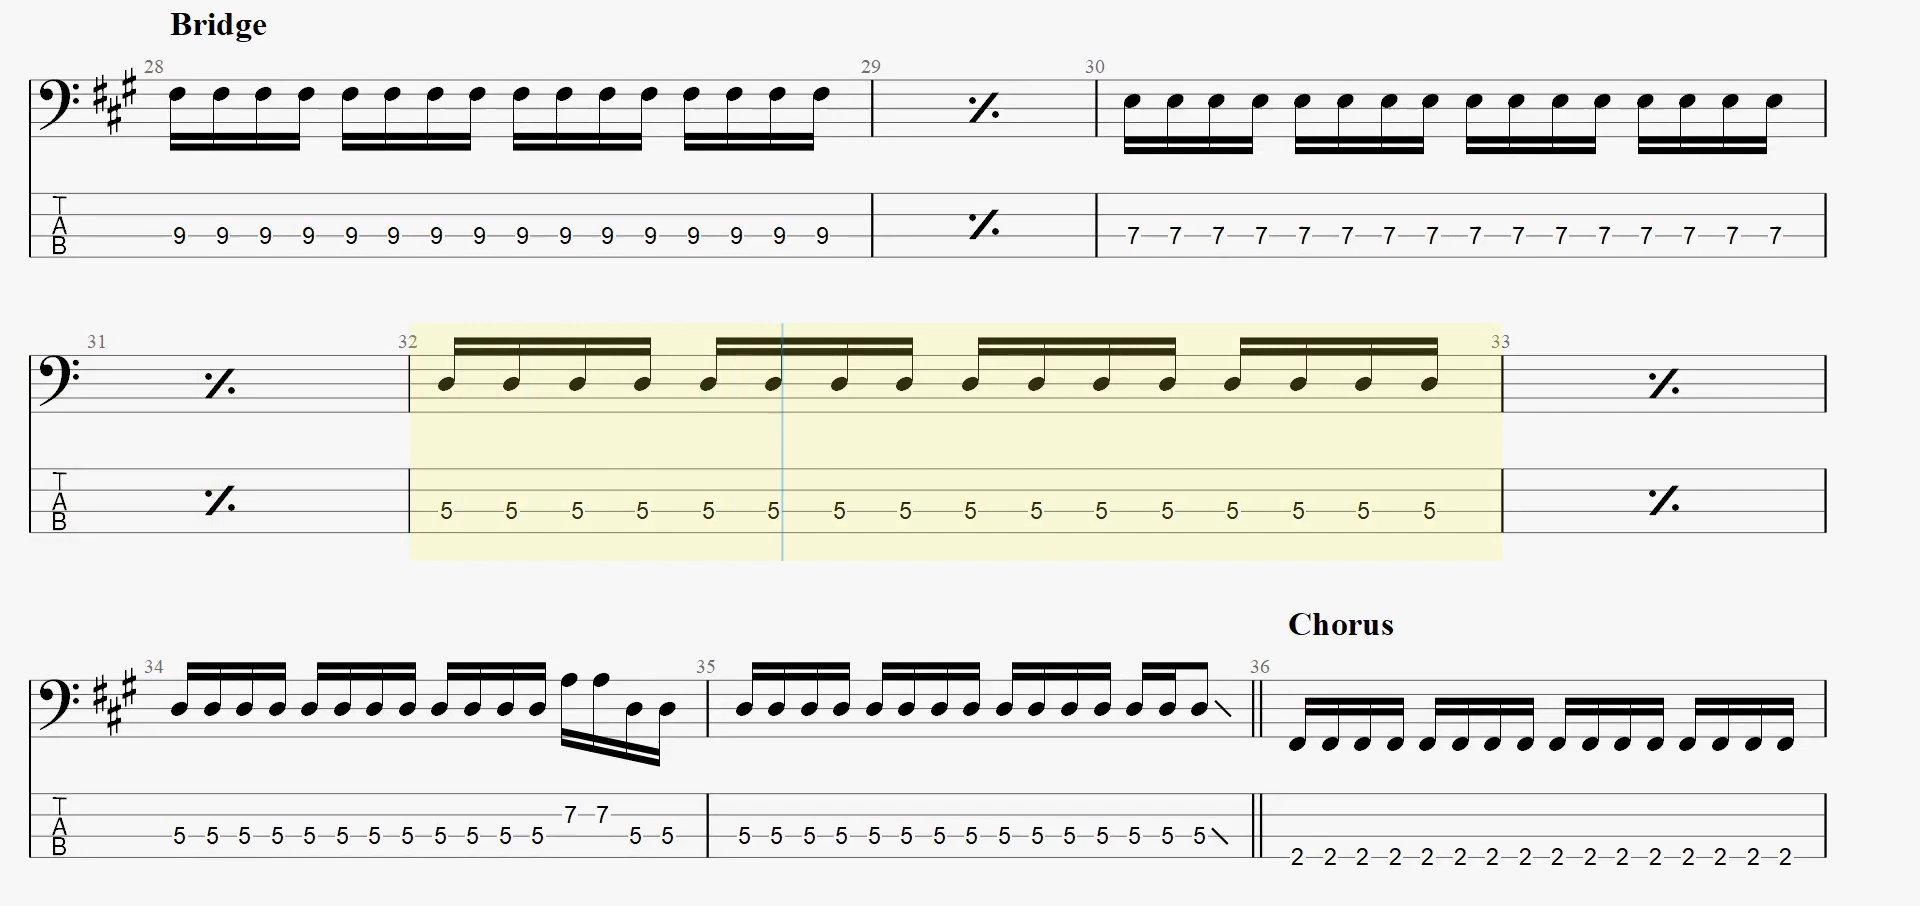 Bridge
28 29 30
T
A
B
9 9 9 9 9 9 9 9 9 9 9 9 9 9 9 9
7 7 7 7 7 7 7 7 7 7 7 7 7 7 7 7
31 32 33
T
A
B
5 5 5 5 5 5 5 5 5 5 5 5 5 5 5 5
Chorus
34 35 36
T
A
B
7 7
5 5 5 5 5 5 5 5 5 5 5 5 5 5
5 5 5 5 5 5 5 5 5 5 5 5 5 5 5
2 2 2 2 2 2 2 2 2 2 2 2 2 2 2 2